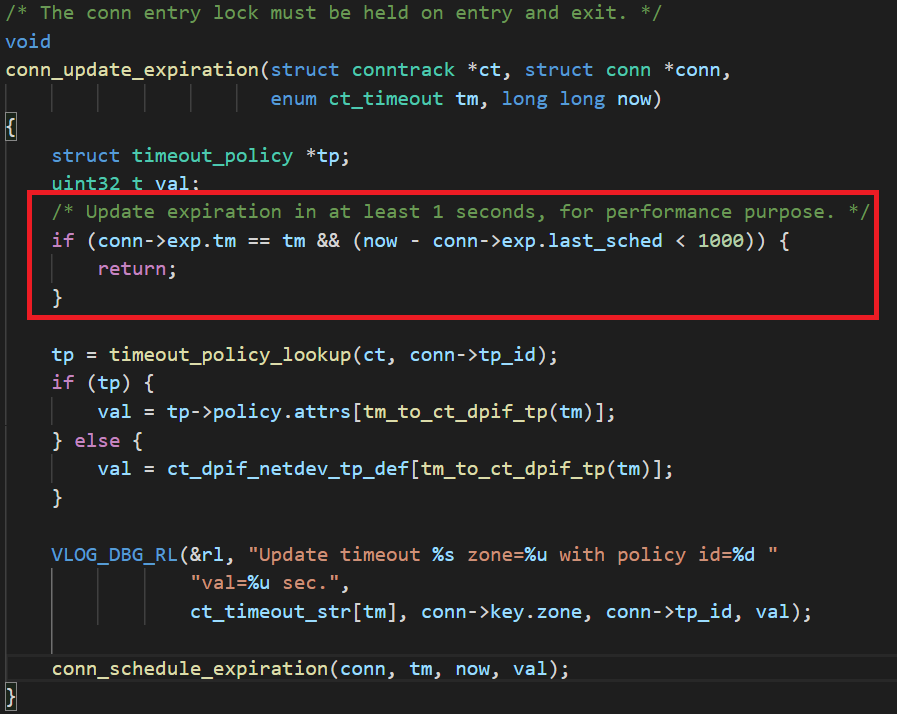 /* The conn entry lock must be held on entry and exit. */
void
conn_update_expiration(struct conntrack *ct, struct conn *conn,
                       enum ct_timeout tm, long long now)
{
    struct timeout_policy *tp;
    uint32_t val;
    /* Update expiration in at least 1 seconds, for performance purpose. */
    if (conn->exp.tm == tm && (now - conn->exp.last_sched < 1000)) {
        return;
    }

    tp = timeout_policy_lookup(ct, conn->tp_id);
    if (tp) {
        val = tp->policy.attrs[tm_to_ct_dpif_tp(tm)];
    } else {
        val = ct_dpif_netdev_tp_def[tm_to_ct_dpif_tp(tm)];
    }

    VLOG_DBG_RL(&rl, "Update timeout %s zone=%u with policy id=%d "
                "val=%u sec.",
                ct_timeout_str[tm], conn->key.zone, conn->tp_id, val);

    conn_schedule_expiration(conn, tm, now, val);
}